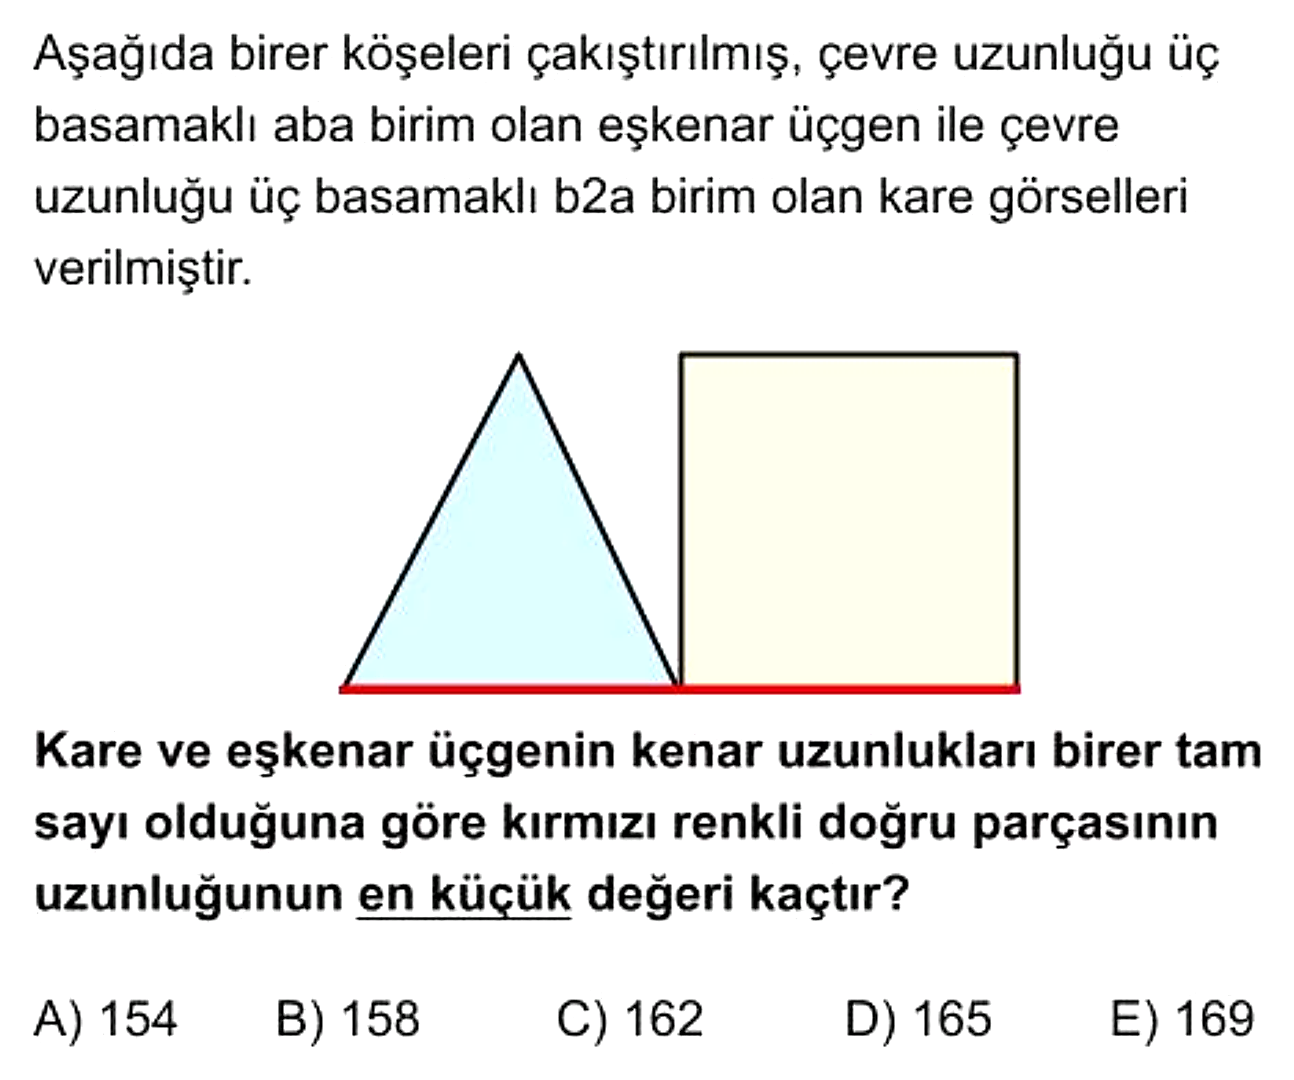 Aşağıda birer köşeleri çakıştırılmış, çevre uzunluğu üç
basamaklı aba birim olan eşkenar üçgen ile çevre
uzunluğu üç basamaklı b2a birim olan kare görselleri
verilmiştir.
Kare ve eşkenar üçgenin kenar uzunlukları birer tam
sayı olduğuna göre kırmızı renkli doğru parçasının
uzunluğunun en küçük değeri kaçtır?
A) 154 B) 158 C) 162 D) 165 E) 169